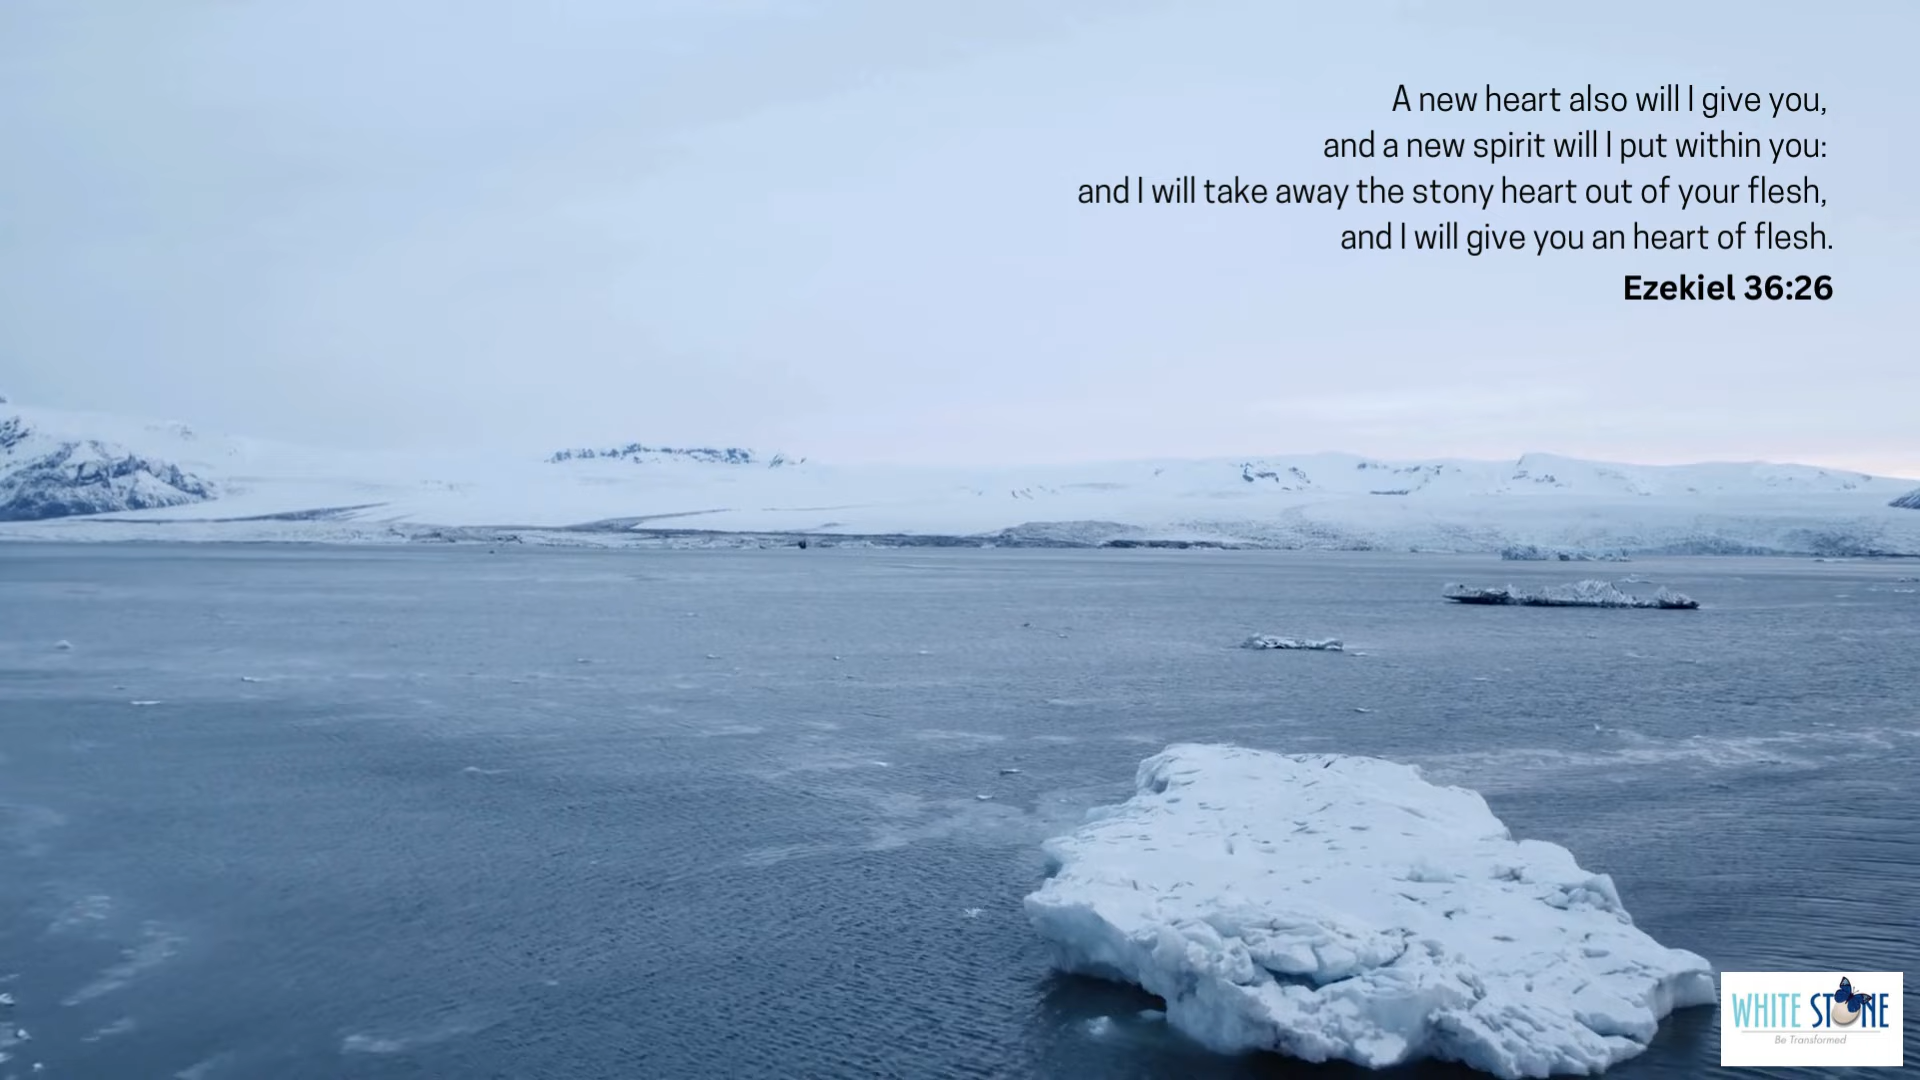 A new heart also will I give you,
and a new spirit will I put within you:
and I will take away the stony heart out of your flesh,
and I will give you an heart of flesh.
Ezekiel 36:26
WHITE STONE
Be Transformed